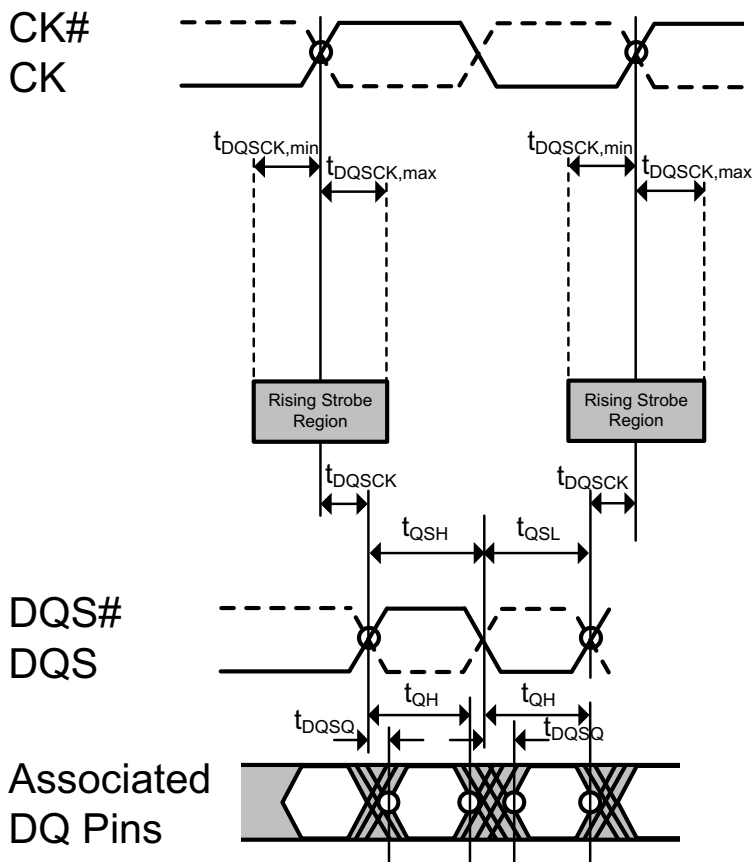 CK#
CK
tDQSCK,min
tDQSCK,max
tDQSCK,min
tDQSCK,max
Rising Strobe
Region
Rising Strobe
Region
tDQSCK
tDQSCK
tQSH
tQSL
DQS#
DQS
tQH
tQH
tDQSQ
tDQSQ
Associated
DQ Pins